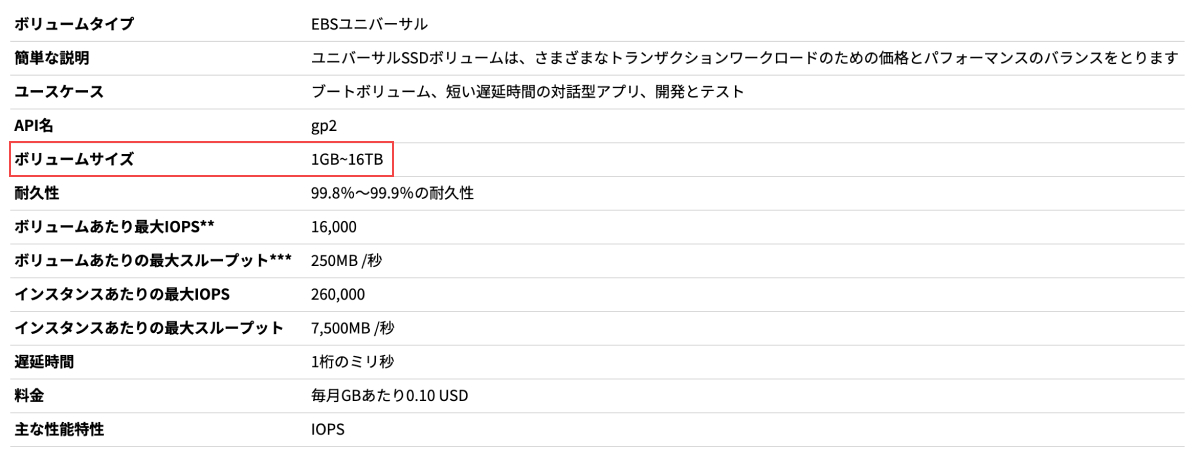 ボリュームタイプ EBSユニバーサル
簡単な説明 ユニバーサルSSDボリュームは、さまざまなトランザクションワークロードのための価格とパフォーマンスのバランスをとります
ユースケース ブートボリューム、短い遅延時間の対話型アプリ、開発とテスト
API名 gp2
ボリュームサイズ 1GB~16TB
耐久性 99.8%～99.9%の耐久性
ボリュームあたり最大IOPS** 16,000
ボリュームあたりの最大スループット*** 250MB /秒
インスタンスあたりの最大IOPS 260,000
インスタンスあたりの最大スループット 7,500MB /秒
遅延時間 1桁のミリ秒
料金 毎月GBあたり0.10 USD
主な性能特性 IOPS